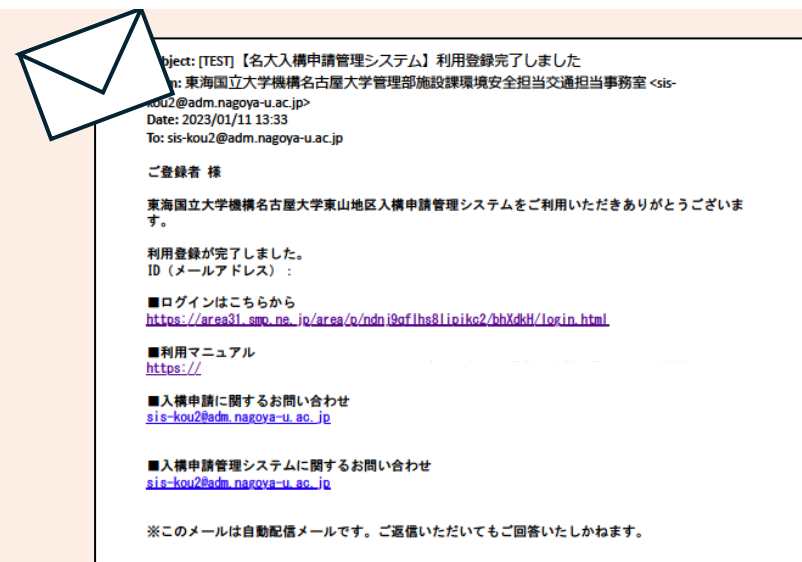 bject: [TEST]【名大入構申請管理システム】利用登録完了しました
m: 東海国立大学機構名古屋大学管理部施設課環境安全担当交通担当事務室 <sis-
kou2@adm.nagoya-u.ac.jp>
Date: 2023/01/11 13:33
To: sis-kou2@adm.nagoya-u.ac.jp
ご登録者 様
東海国立大学機構名古屋大学東山地区入構申請管理システムをご利用いただきありがとうございま
す。
利用登録が完了しました。
ID（メールアドレス）：
■ログインはこちらから
https://area31.smp.ne.jp/area/p/ndnj9qflhs8lipikc2/bhXdkH/login.html
■利用マニュアル
https://
■入構申請に関するお問い合わせ
sis-kou2@adm.nagoya-u.ac.jp
■入構申請管理システムに関するお問い合わせ
sis-kou2@adm.nagoya-u.ac.jp
※このメールは自動配信メールです。ご返信いただいてもご回答いたしかねます。